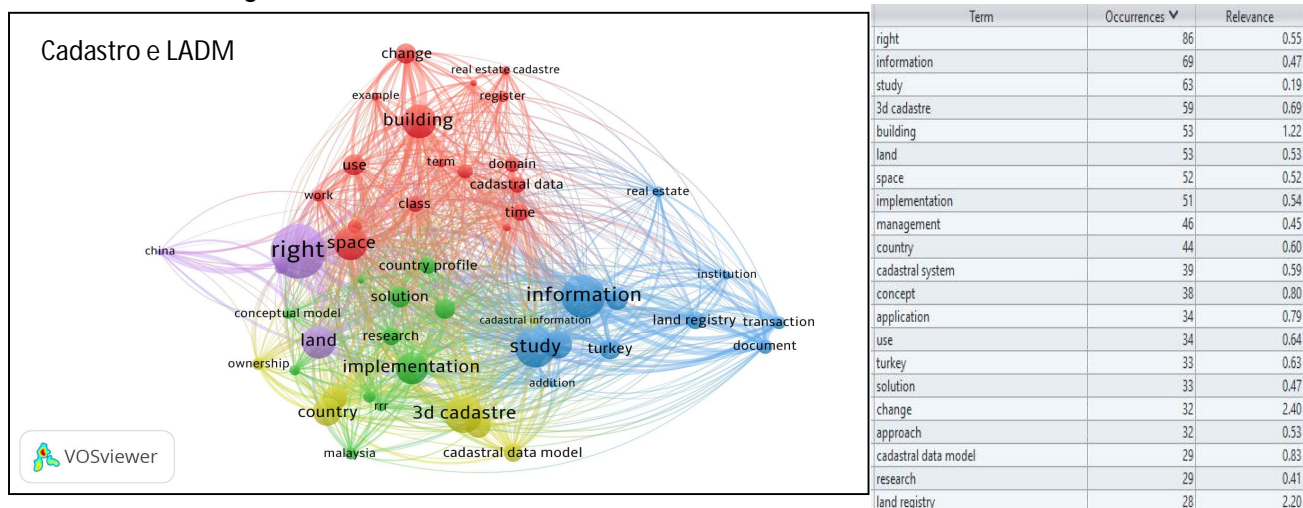 Cadastro e LADM
change
real estate cadastre
example
register
building
use
term
domain
cadastral data
real estate
work
class
time
china
right
space
country profile
institution
information
solution
conceptual model
cadastral information
land registry
transaction
land
research
study
turkey
document
ownership
implementation
addition
country
rrr
3d cadastre
malaysia
cadastral data model
VOSviewer
Term Occurrences Relevance
right 86 0.55
information 69 0.47
study 63 0.19
3d cadastre 59 0.69
building 53 1.22
land 53 0.53
space 52 0.52
implementation 51 0.54
management 46 0.45
country 44 0.60
cadastral system 39 0.59
concept 38 0.80
application 34 0.79
use 34 0.64
turkey 33 0.63
solution 33 0.47
change 32 2.40
approach 32 0.53
cadastral data model 29 0.83
research 29 0.41
land registry 28 2.20